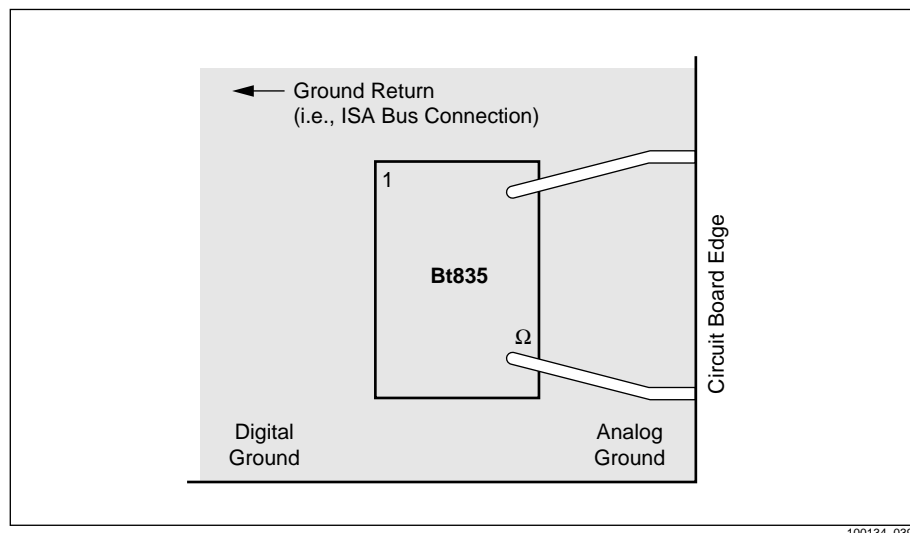 Ground Return
(i.e., ISA Bus Connection)
1
Bt835
Ω
Circuit Board Edge
Digital
Ground
Analog
Ground